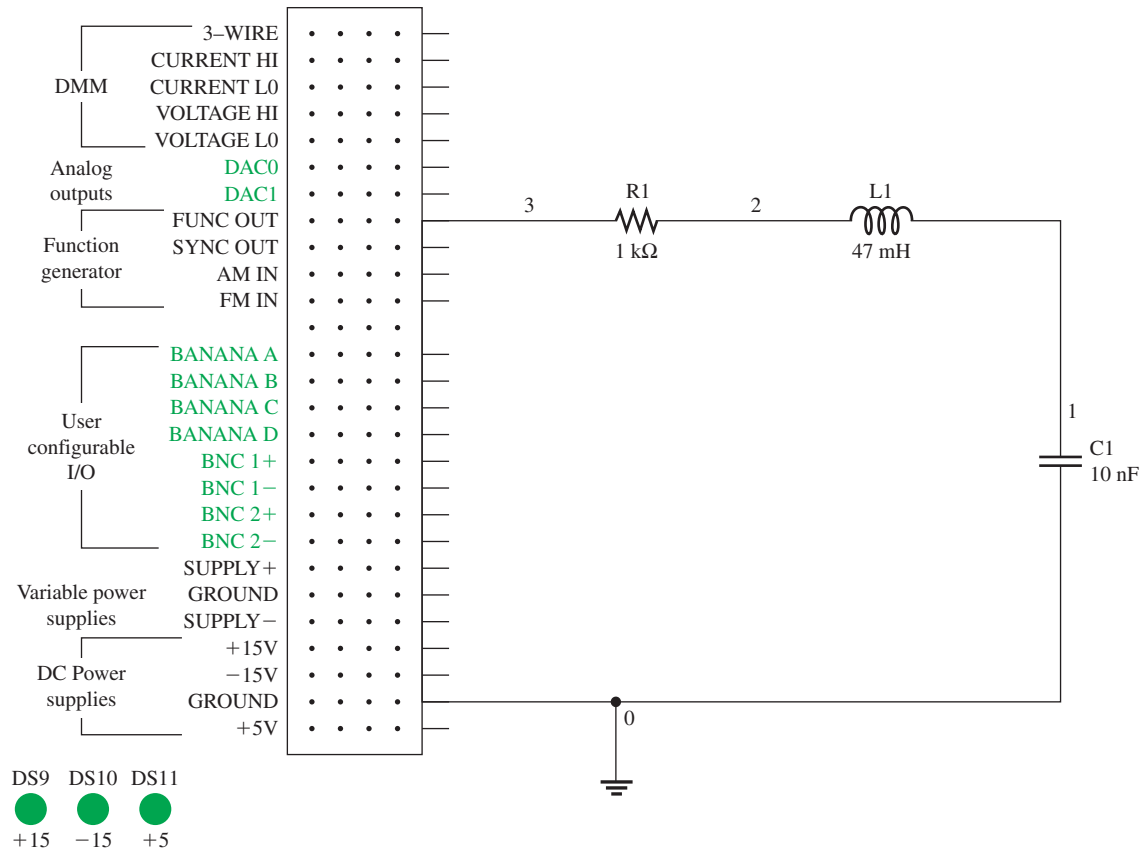 3–WIRE
CURRENT HI
DMM
CURRENT L0
VOLTAGE HI
VOLTAGE L0
Analog
outputs
DAC0
DAC1
FUNC OUT
Function
generator
SYNC OUT
AM IN
FM IN
BANANA A
BANANA B
BANANA C
BANANA D
User
configurable
I/O
BNC 1+
BNC 1−
BNC 2+
BNC 2−
SUPPLY+
Variable power
supplies
GROUND
SUPPLY−
+15V
DC Power
supplies
−15V
GROUND
+5V
3
R1
1 kΩ
2
L1
47 mH
1
C1
10 nF
0
DS9 DS10 DS11
+15 −15 +5